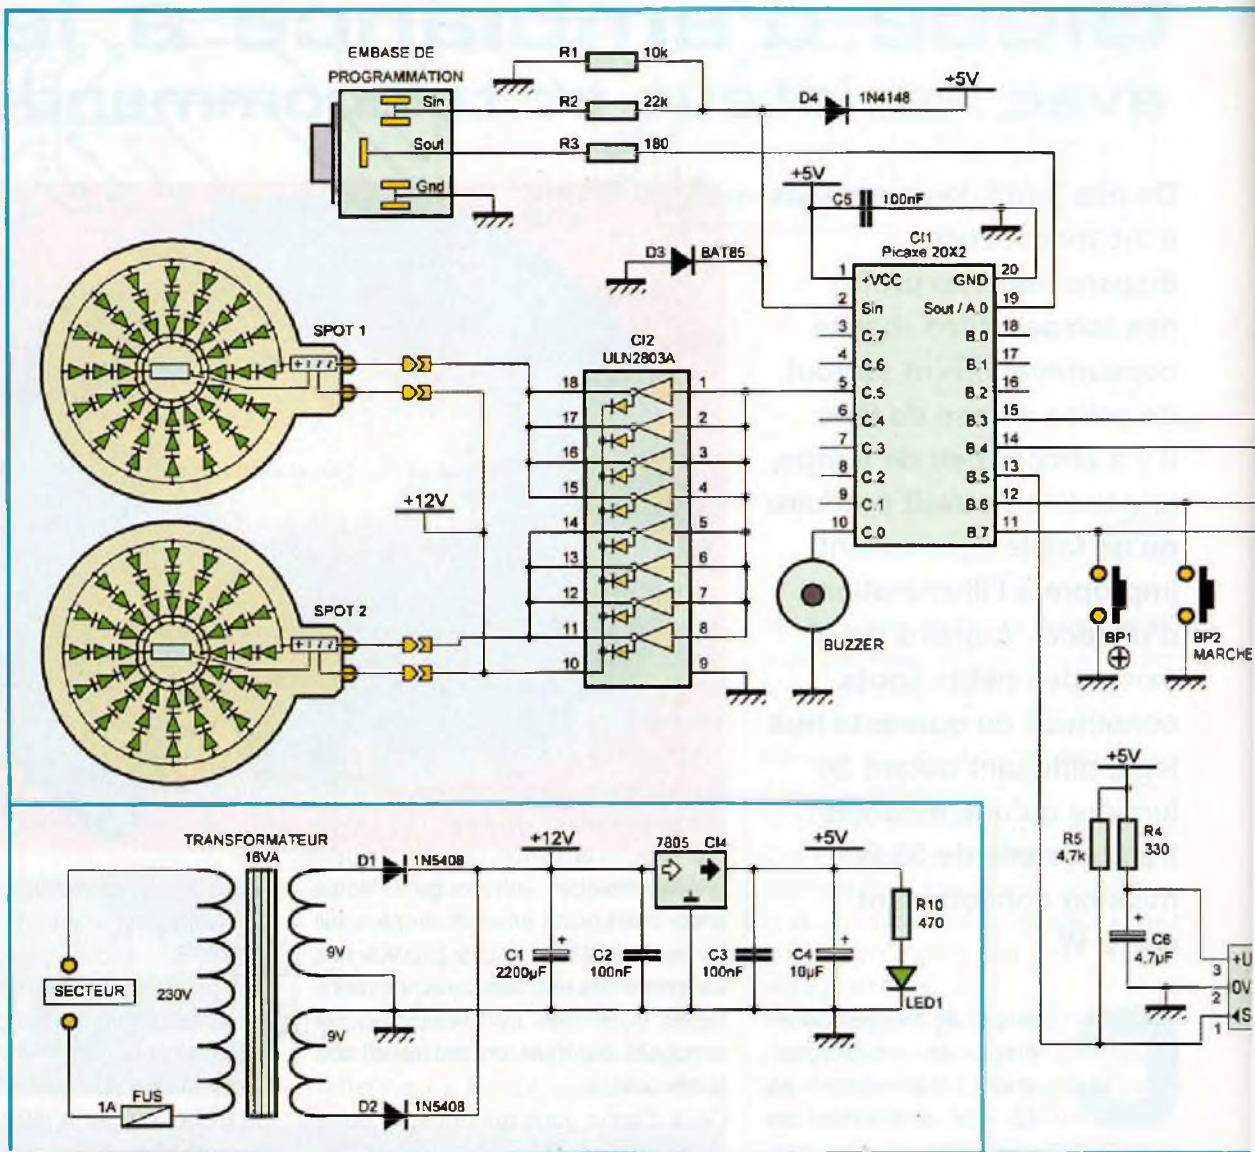 EMBASE DE
PROGRAMMATION
Sin
Sout
Gnd
R1 10k
R2 22k
R3 180
D4 1N4148
+5V
+5V
C5 100nF
CI1
Picaxe 20X2
D3 BAT85
1 +VCC GND 20
2 Sin Sout / A.0 19
3 C.7 B.0 18
4 C.6 B.1 17
5 C.5 B.2 16
6 C.4 B.3 15
7 C.3 B.4 14
8 C.2 B.5 13
9 C.1 B.6 12
10 C.0 B.7 11
SPOT 1
CI2
ULN2803A
18 1
17 2
16 3
15 4
14 5
13 6
12 7
11 8
10 9
+12V
SPOT 2
BUZZER
BP1
+
BP2
MARCHE
+5V
R5
4,7k
R4
330
C6
4,7µF
+U
3
0V
2
S
1
TRANSFORMATEUR
16VA
SECTEUR
230V
9V
9V
FUS
1A
D1 1N5408
D2 1N5408
+12V
7805 CI4
+5V
C1
2200µF
+
C2
100nF
C3
100nF
C4
10µF
+
R10
470
LED1